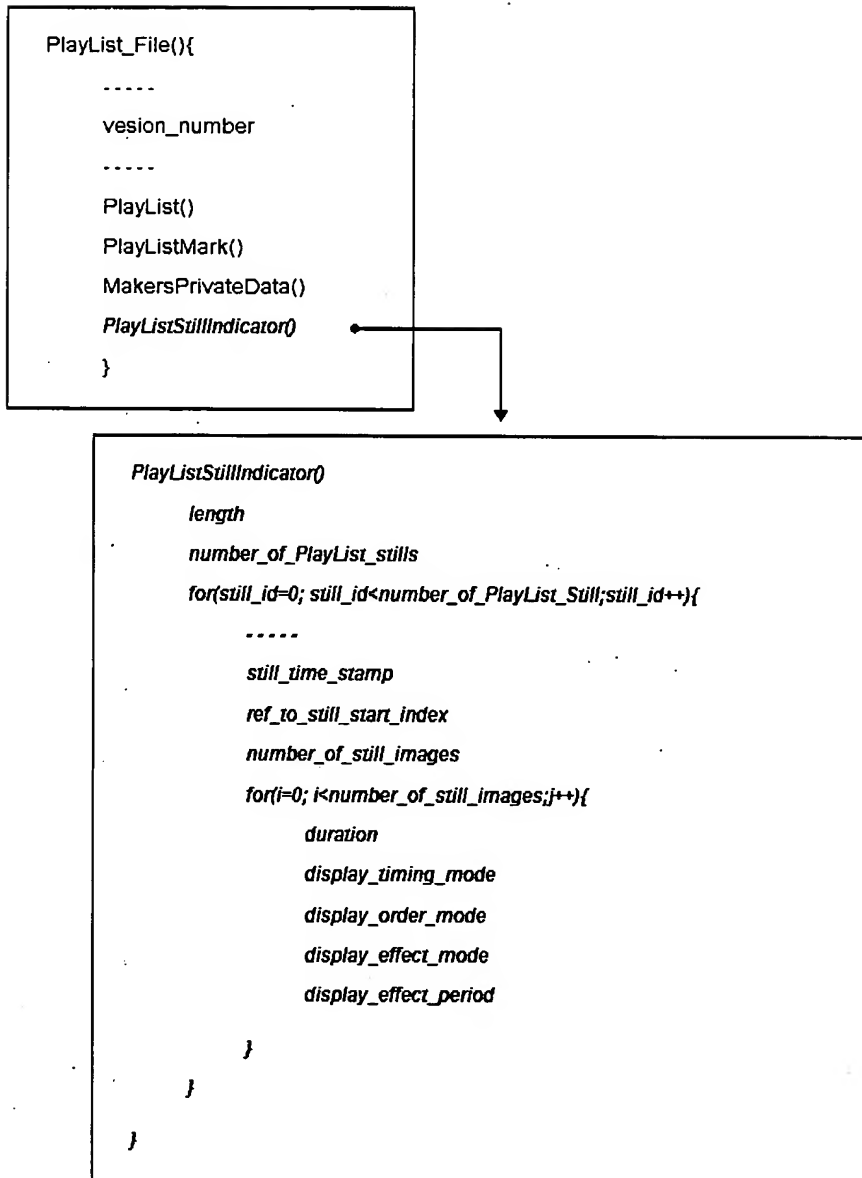 PlayList_File(){
-----
vesion_number
-----
PlayList()
PlayListMark()
MakersPrivateData()
PlayListStillIndicator()
}
PlayListStillIndicator()
length
number_of_PlayList_stills
for(still_id=0; still_id<number_of_PlayList_Still;still_id++){
-----
still_time_stamp
ref_to_still_start_index
number_of_still_images
for(i=0; i<number_of_still_images;j++){
duration
display_timing_mode
display_order_mode
display_effect_mode
display_effect_period
}
}
}